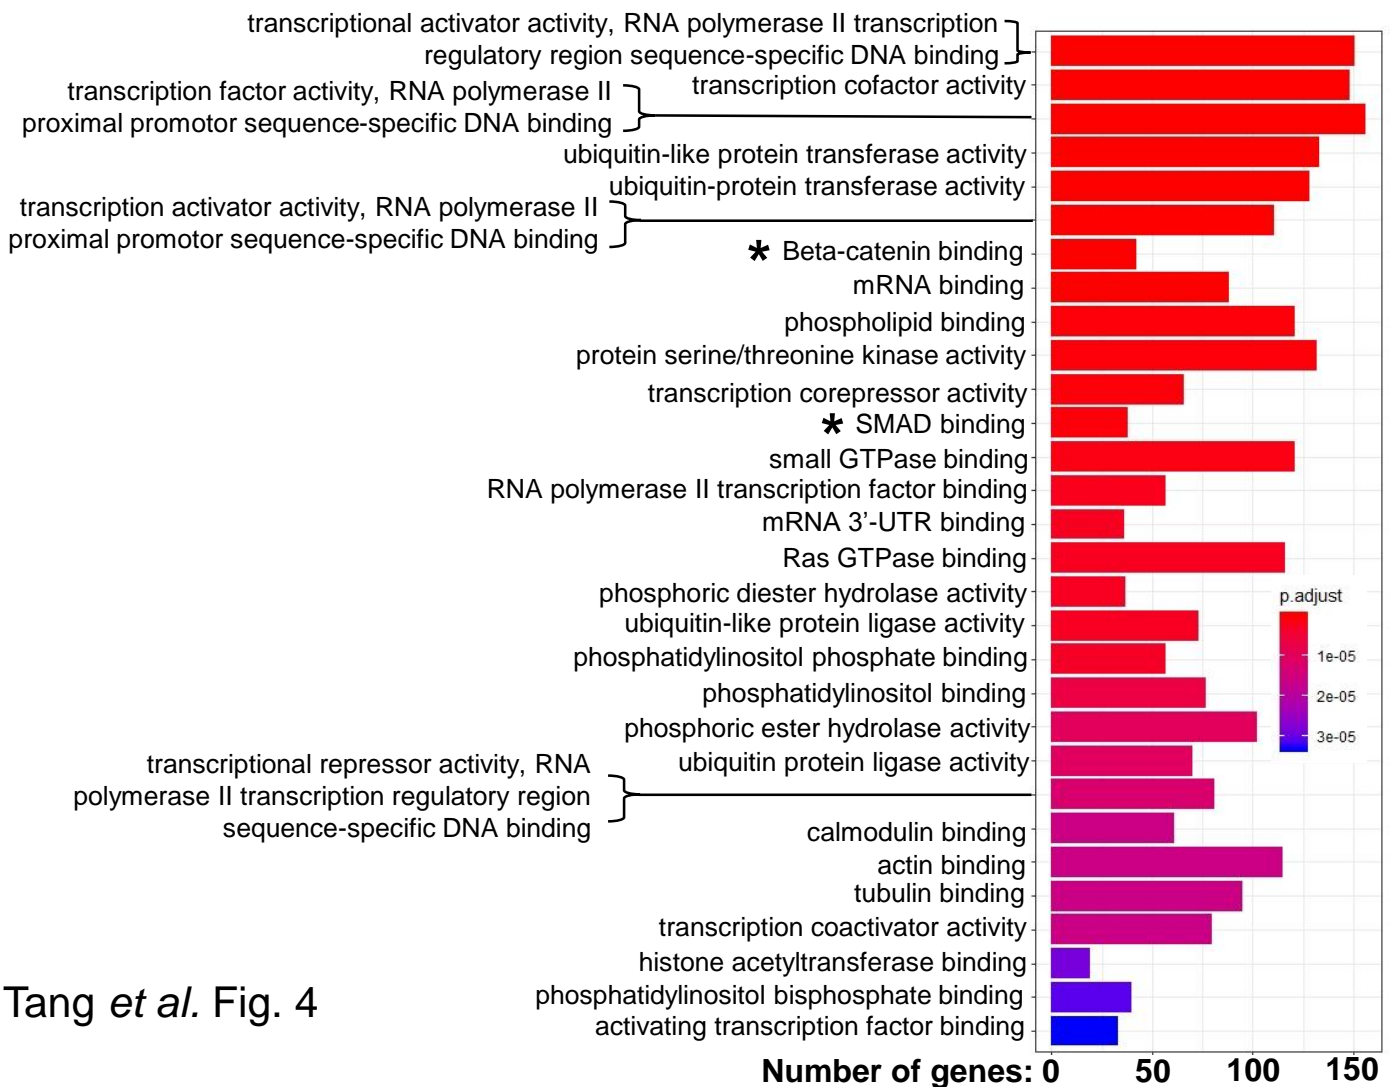 transcriptional activator activity, RNA polymerase II transcription
regulatory region sequence-specific DNA binding
transcription cofactor activity
transcription factor activity, RNA polymerase II
proximal promotor sequence-specific DNA binding
ubiquitin-like protein transferase activity
ubiquitin-protein transferase activity
transcription activator activity, RNA polymerase II
proximal promotor sequence-specific DNA binding
* Beta-catenin binding
mRNA binding
phospholipid binding
protein serine/threonine kinase activity
transcription corepressor activity
* SMAD binding
small GTPase binding
RNA polymerase II transcription factor binding
mRNA 3’-UTR binding
Ras GTPase binding
phosphoric diester hydrolase activity
ubiquitin-like protein ligase activity
phosphatidylinositol phosphate binding
phosphatidylinositol binding
phosphoric ester hydrolase activity
ubiquitin protein ligase activity
transcriptional repressor activity, RNA
polymerase II transcription regulatory region
sequence-specific DNA binding
calmodulin binding
actin binding
tubulin binding
transcription coactivator activity
histone acetyltransferase binding
phosphatidylinositol bisphosphate binding
activating transcription factor binding
p.adjust
1e-05
2e-05
3e-05
Number of genes: 0 50 100 150
Tang et al. Fig. 4